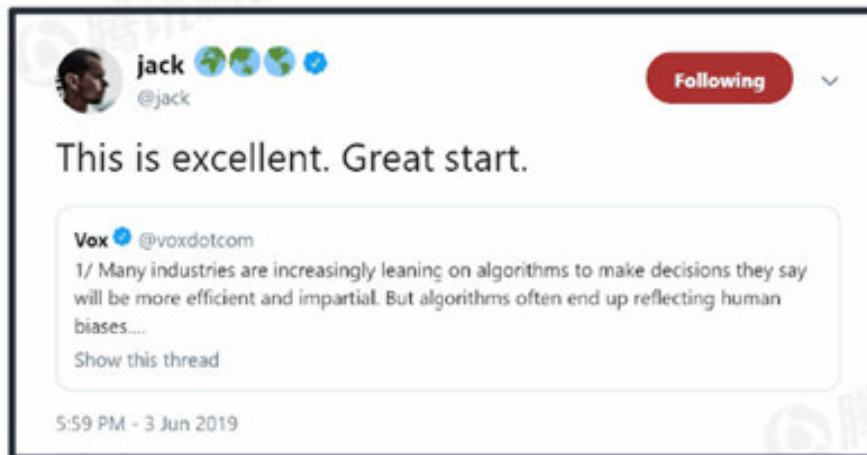 jack
@jack
Following
This is excellent. Great start.
Vox @voxdotcom
1/ Many industries are increasingly leaning on algorithms to make decisions they say
will be more efficient and impartial. But algorithms often end up reflecting human
biases....
Show this thread
5:59 PM - 3 Jun 2019